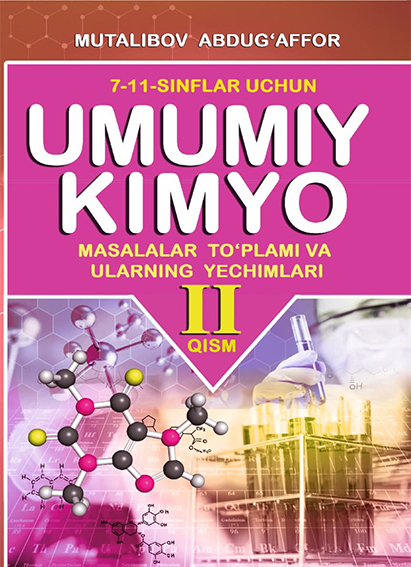 MUTALIBOV ABDUG‘AFFOR
7-11-SINFLAR UCHUN
UMUMIY
KIMYO
MASALALAR TO‘PLAMI VA
ULARNING YECHIMLARI
II
QISM